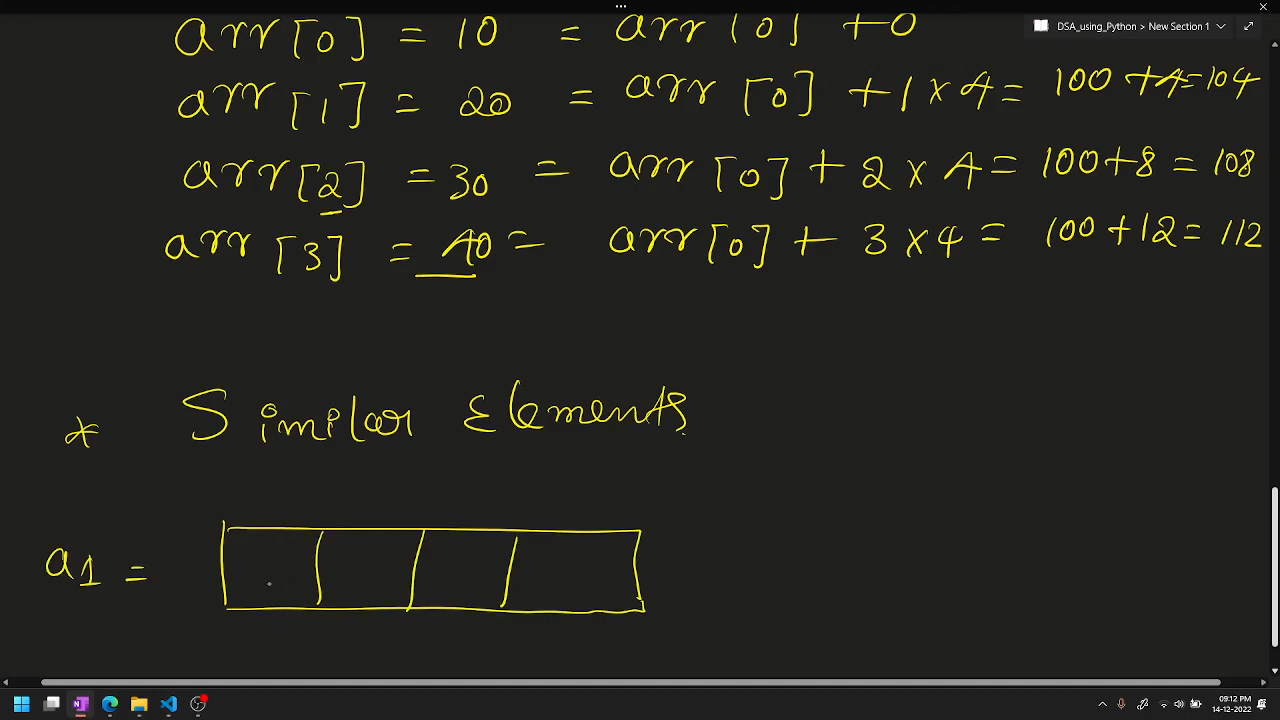 DSA_using_Python > New Section 1
arr[0] = 10 = arr[0] + 0
arr[1] = 20 = arr[0] + 1 x 4 = 100 + 4 = 104
arr[2] = 30 = arr[0] + 2 x 4 = 100 + 8 = 108
arr[3] = 40 = arr[0] + 3 x 4 = 100 + 12 = 112
* Similar Elements
a1 =
09:12 PM
14-12-2022